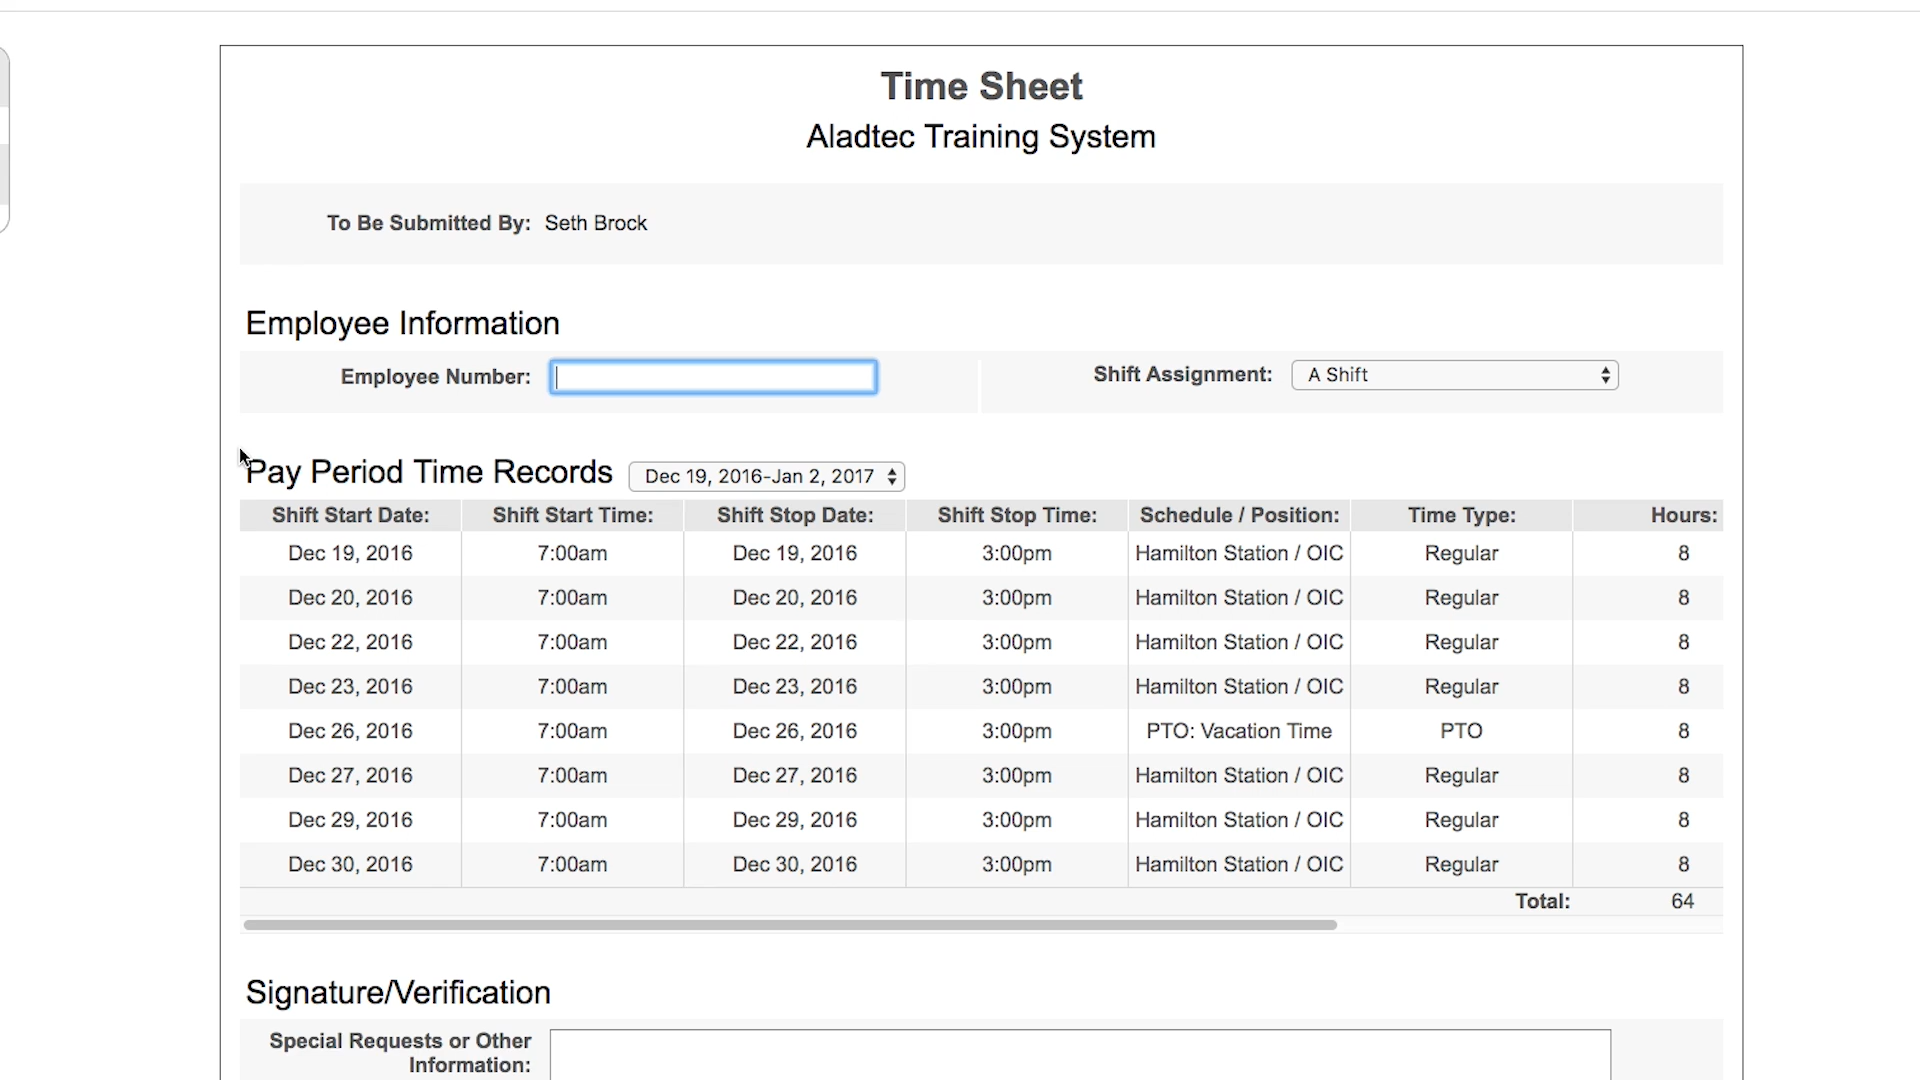 Time Sheet
Aladtec Training System
To Be Submitted By: Seth Brock
Employee Information
Employee Number: Shift Assignment: A Shift
Pay Period Time Records Dec 19, 2016-Jan 2, 2017
Shift Start Date: Shift Start Time: Shift Stop Date: Shift Stop Time: Schedule / Position: Time Type: Hours:
Dec 19, 2016 7:00am Dec 19, 2016 3:00pm Hamilton Station / OIC Regular 8
Dec 20, 2016 7:00am Dec 20, 2016 3:00pm Hamilton Station / OIC Regular 8
Dec 22, 2016 7:00am Dec 22, 2016 3:00pm Hamilton Station / OIC Regular 8
Dec 23, 2016 7:00am Dec 23, 2016 3:00pm Hamilton Station / OIC Regular 8
Dec 26, 2016 7:00am Dec 26, 2016 3:00pm PTO: Vacation Time PTO 8
Dec 27, 2016 7:00am Dec 27, 2016 3:00pm Hamilton Station / OIC Regular 8
Dec 29, 2016 7:00am Dec 29, 2016 3:00pm Hamilton Station / OIC Regular 8
Dec 30, 2016 7:00am Dec 30, 2016 3:00pm Hamilton Station / OIC Regular 8
Total: 64
Signature/Verification
Special Requests or Other
Information: